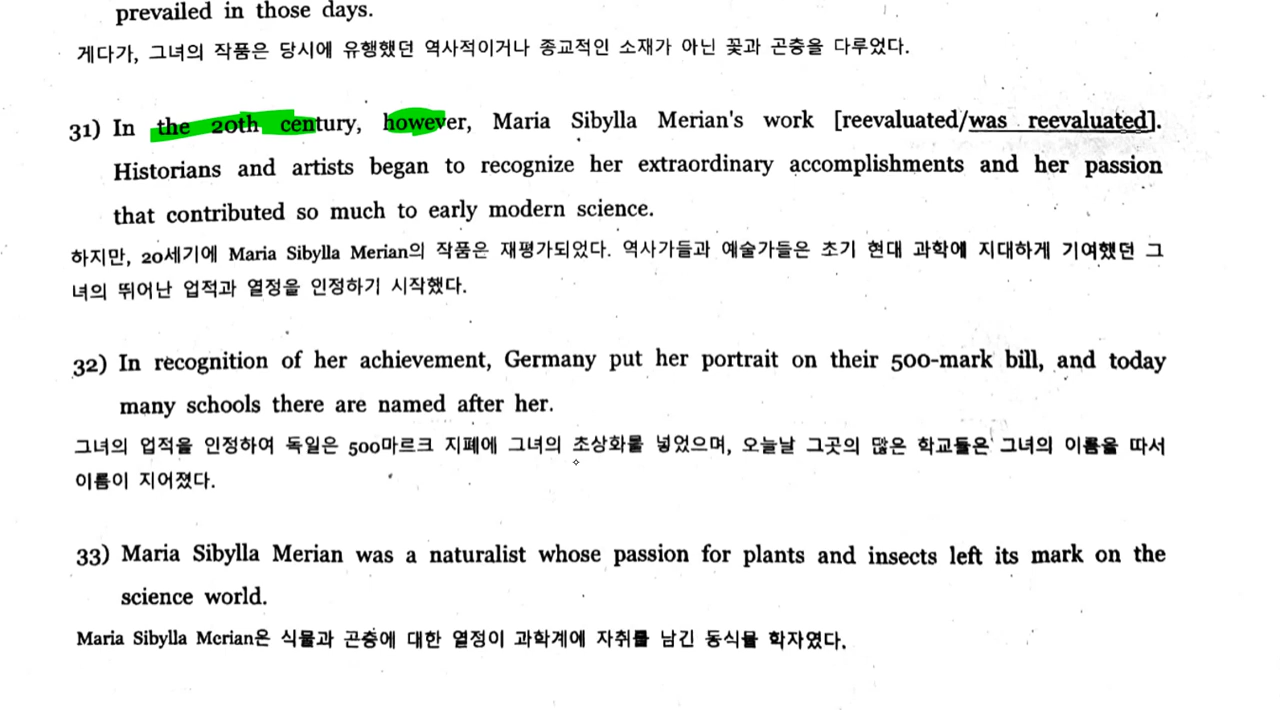 prevailed in those days.
게다가, 그녀의 작품은 당시에 유행했던 역사적이거나 종교적인 소재가 아닌 꽃과 곤충을 다루었다.
31) In the 20th century, however, Maria Sibylla Merian's work [reevaluated/was reevaluated].
Historians and artists began to recognize her extraordinary accomplishments and her passion
that contributed so much to early modern science.
하지만, 20세기에 Maria Sibylla Merian의 작품은 재평가되었다. 역사가들과 예술가들은 초기 현대 과학에 지대하게 기여했던 그
녀의 뛰어난 업적과 열정을 인정하기 시작했다.
32) In recognition of her achievement, Germany put her portrait on their 500-mark bill, and today
many schools there are named after her.
그녀의 업적을 인정하여 독일은 500마르크 지폐에 그녀의 초상화를 넣었으며, 오늘날 그곳의 많은 학교들은 그녀의 이름을 따서
이름이 지어졌다.
33) Maria Sibylla Merian was a naturalist whose passion for plants and insects left its mark on the
science world.
Maria Sibylla Merian은 식물과 곤충에 대한 열정이 과학계에 자취를 남긴 동식물 학자였다.